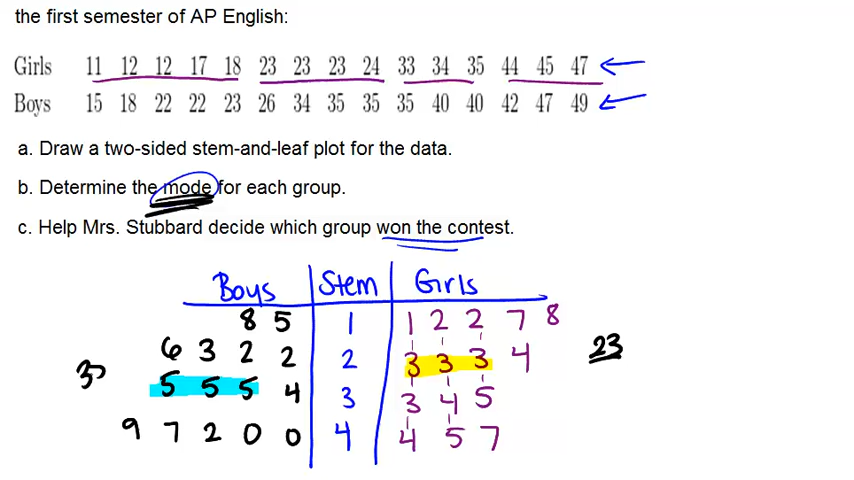 the first semester of AP English:
Girls 11 12 12 17 18 23 23 23 24 33 34 35 44 45 47
Boys 15 18 22 22 23 26 34 35 35 35 40 40 42 47 49
a. Draw a two-sided stem-and-leaf plot for the data.
b. Determine the mode for each group.
c. Help Mrs. Stubbard decide which group won the contest.
Boys Stem Girls
8 5 1 1 2 2 7 8
6 3 2 2 2 3 3 3 4 23
5 5 5 4 3 3 4 5
9 7 2 0 0 4 4 5 7